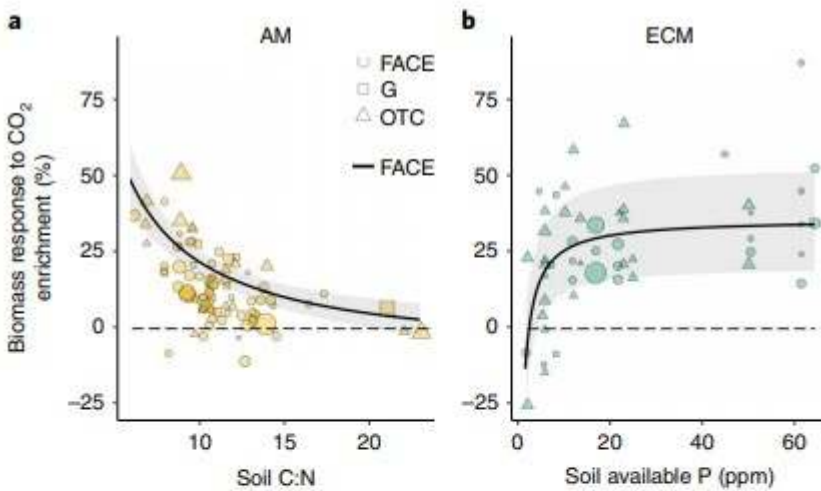 a
AM
FACE
G
OTC
FACE
Biomass response to CO2
enrichment (%)
75
50
25
0
−25
10
15
20
Soil C:N
b
ECM
75
50
25
0
−25
0
20
40
60
Soil available P (ppm)